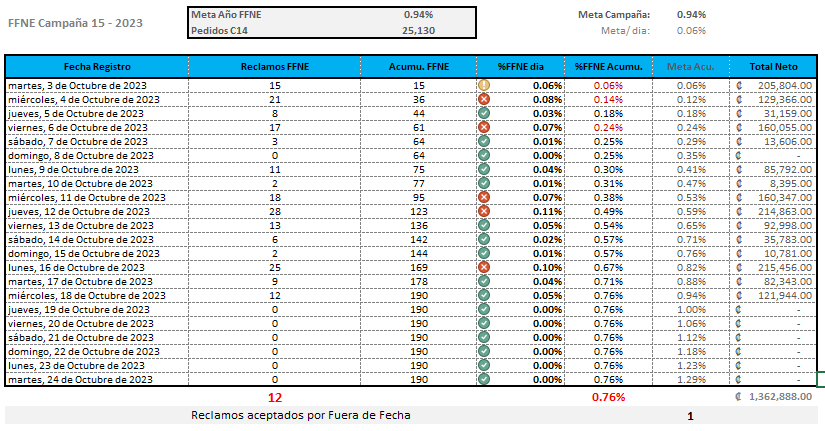 FFNE Campaña 15 - 2023
Meta Año FFNE 0.94%
Pedidos C14 25,130
Meta Campaña: 0.94%
Meta/ dia: 0.06%
Fecha Registro Reclamos FFNE Acumu. FFNE %FFNE dia %FFNE Acumu. Meta Acu. Total Neto
martes, 3 de Octubre de 2023 15 15 0.06% 0.06% 0.06% ₡ 205,804.00
miércoles, 4 de Octubre de 2023 21 36 0.08% 0.14% 0.12% ₡ 129,366.00
jueves, 5 de Octubre de 2023 8 44 0.03% 0.18% 0.18% ₡ 31,159.00
viernes, 6 de Octubre de 2023 17 61 0.07% 0.24% 0.24% ₡ 160,055.00
sábado, 7 de Octubre de 2023 3 64 0.01% 0.25% 0.29% ₡ 13,606.00
domingo, 8 de Octubre de 2023 0 64 0.00% 0.25% 0.35% ₡ -
lunes, 9 de Octubre de 2023 11 75 0.04% 0.30% 0.41% ₡ 85,792.00
martes, 10 de Octubre de 2023 2 77 0.01% 0.31% 0.47% ₡ 8,395.00
miércoles, 11 de Octubre de 2023 18 95 0.07% 0.38% 0.53% ₡ 160,347.00
jueves, 12 de Octubre de 2023 28 123 0.11% 0.49% 0.59% ₡ 214,863.00
viernes, 13 de Octubre de 2023 13 136 0.05% 0.54% 0.65% ₡ 92,998.00
sábado, 14 de Octubre de 2023 6 142 0.02% 0.57% 0.71% ₡ 35,783.00
domingo, 15 de Octubre de 2023 2 144 0.01% 0.57% 0.76% ₡ 10,781.00
lunes, 16 de Octubre de 2023 25 169 0.10% 0.67% 0.82% ₡ 215,456.00
martes, 17 de Octubre de 2023 9 178 0.04% 0.71% 0.88% ₡ 82,343.00
miércoles, 18 de Octubre de 2023 12 190 0.05% 0.76% 0.94% ₡ 121,944.00
jueves, 19 de Octubre de 2023 0 190 0.00% 0.76% 1.00% ₡ -
viernes, 20 de Octubre de 2023 0 190 0.00% 0.76% 1.06% ₡ -
sábado, 21 de Octubre de 2023 0 190 0.00% 0.76% 1.12% ₡ -
domingo, 22 de Octubre de 2023 0 190 0.00% 0.76% 1.18% ₡ -
lunes, 23 de Octubre de 2023 0 190 0.00% 0.76% 1.23% ₡ -
martes, 24 de Octubre de 2023 0 190 0.00% 0.76% 1.29% ₡ -
12 0.76% ₡ 1,362,888.00
Reclamos aceptados por Fuera de Fecha 1